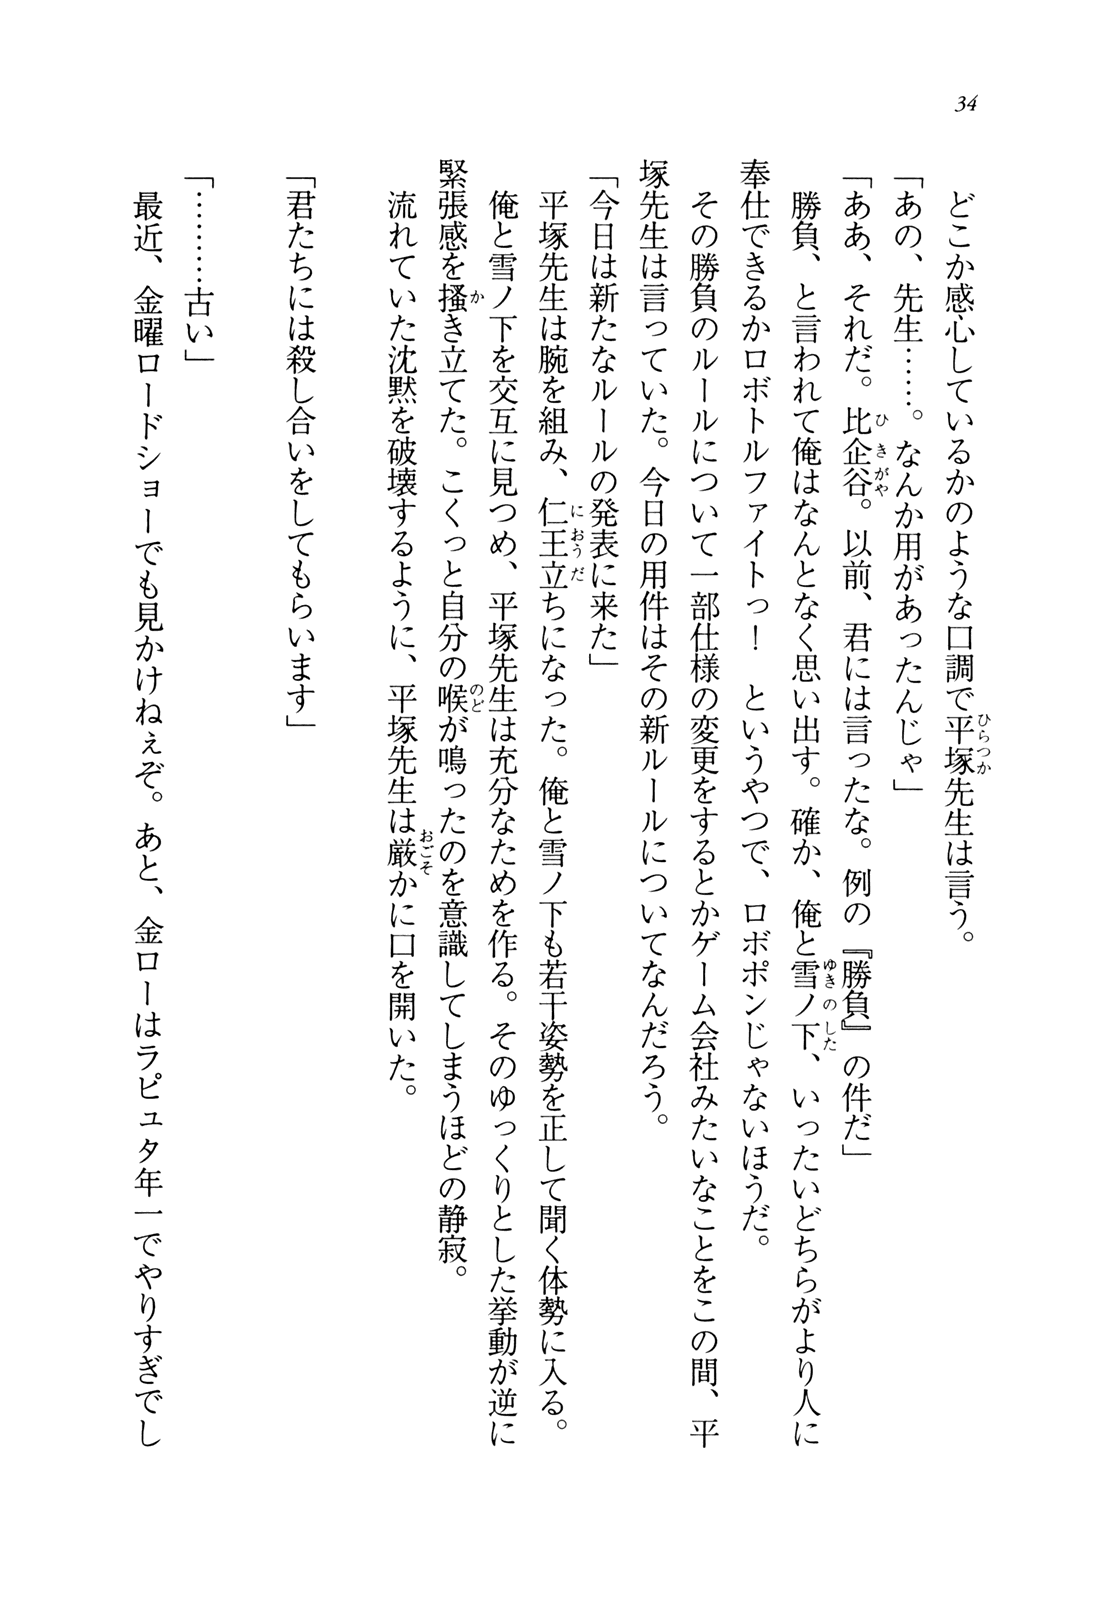 34
どこか感心しているかのような口調で平塚先生は言う。
「あの、先生……。なんか用があったんじゃ」
「ああ、それだ。比企谷。以前、君には言ったな。例の『勝負』の件だ」
勝負、と言われて俺はなんとなく思い出す。確か、俺と雪ノ下、いったいどちらがより人に
奉仕できるかロボトルファイトっ！　というやつで、ロボポンじゃないほうだ。
その勝負のルールについて一部仕様の変更をするとかゲーム会社みたいなことをこの間、平
塚先生は言っていた。今日の用件はその新ルールについてなんだろう。
「今日は新たなルールの発表に来た」
平塚先生は腕を組み、仁王立ちになった。俺と雪ノ下も若干姿勢を正して聞く体勢に入る。
俺と雪ノ下を交互に見つめ、平塚先生は充分なためを作る。そのゆっくりとした挙動が逆に
緊張感を掻き立てた。こくっと自分の喉が鳴ったのを意識してしまうほどの静寂。
流れていた沈黙を破壊するように、平塚先生は厳かに口を開いた。
「君たちには殺し合いをしてもらいます」
「………古い」
最近、金曜ロードショーでも見かけねぇぞ。あと、金ローはラピュタ年一でやりすぎでし